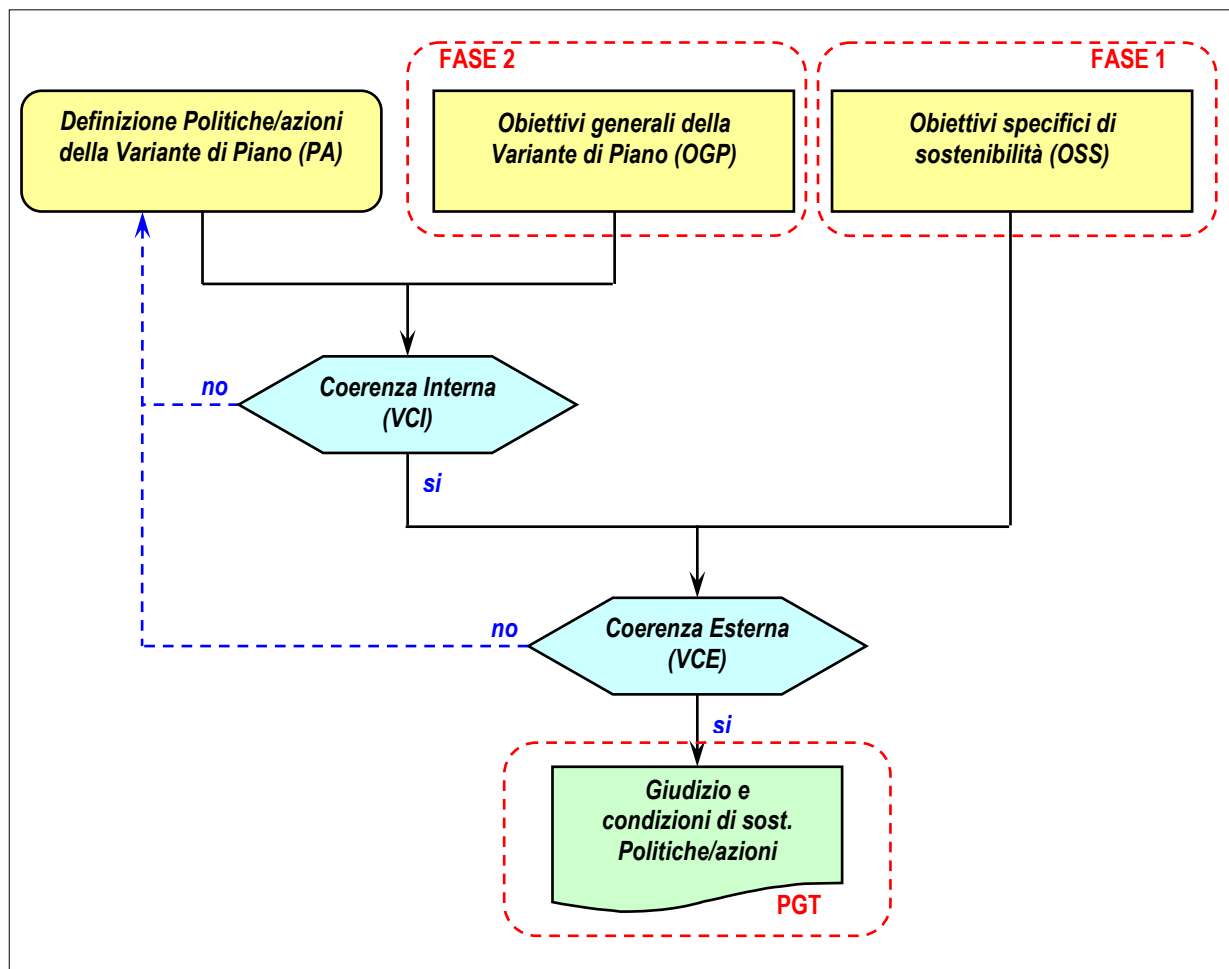 FASE 2
FASE 1
Definizione Politiche/azioni
della Variante di Piano (PA)
Obiettivi generali della
Variante di Piano (OGP)
Obiettivi specifici di
sostenibilità (OSS)
no
Coerenza Interna
(VCI)
si
no
Coerenza Esterna
(VCE)
si
Giudizio e
condizioni di sost.
Politiche/azioni
PGT